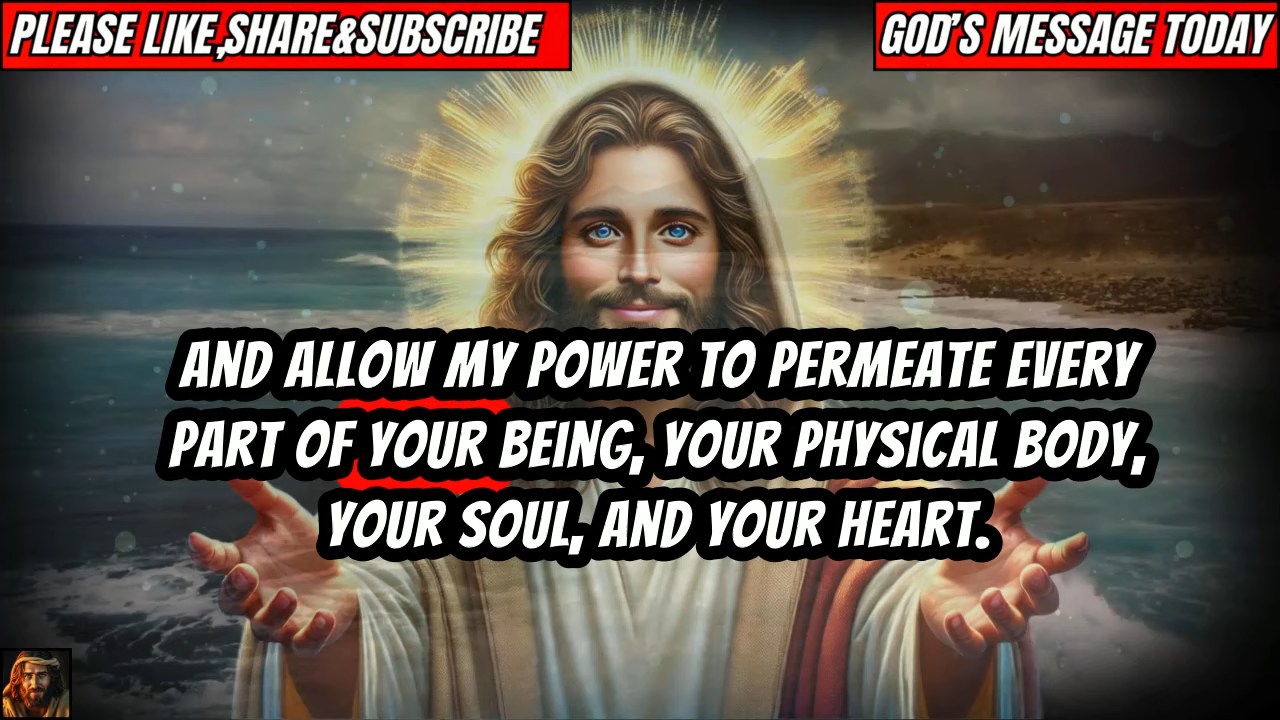 PLEASE LIKE,SHARE&SUBSCRIBE
GOD'S MESSAGE TODAY
AND ALLOW MY POWER TO PERMEATE EVERY
PART OF YOUR BEING, YOUR PHYSICAL BODY,
YOUR SOUL, AND YOUR HEART.